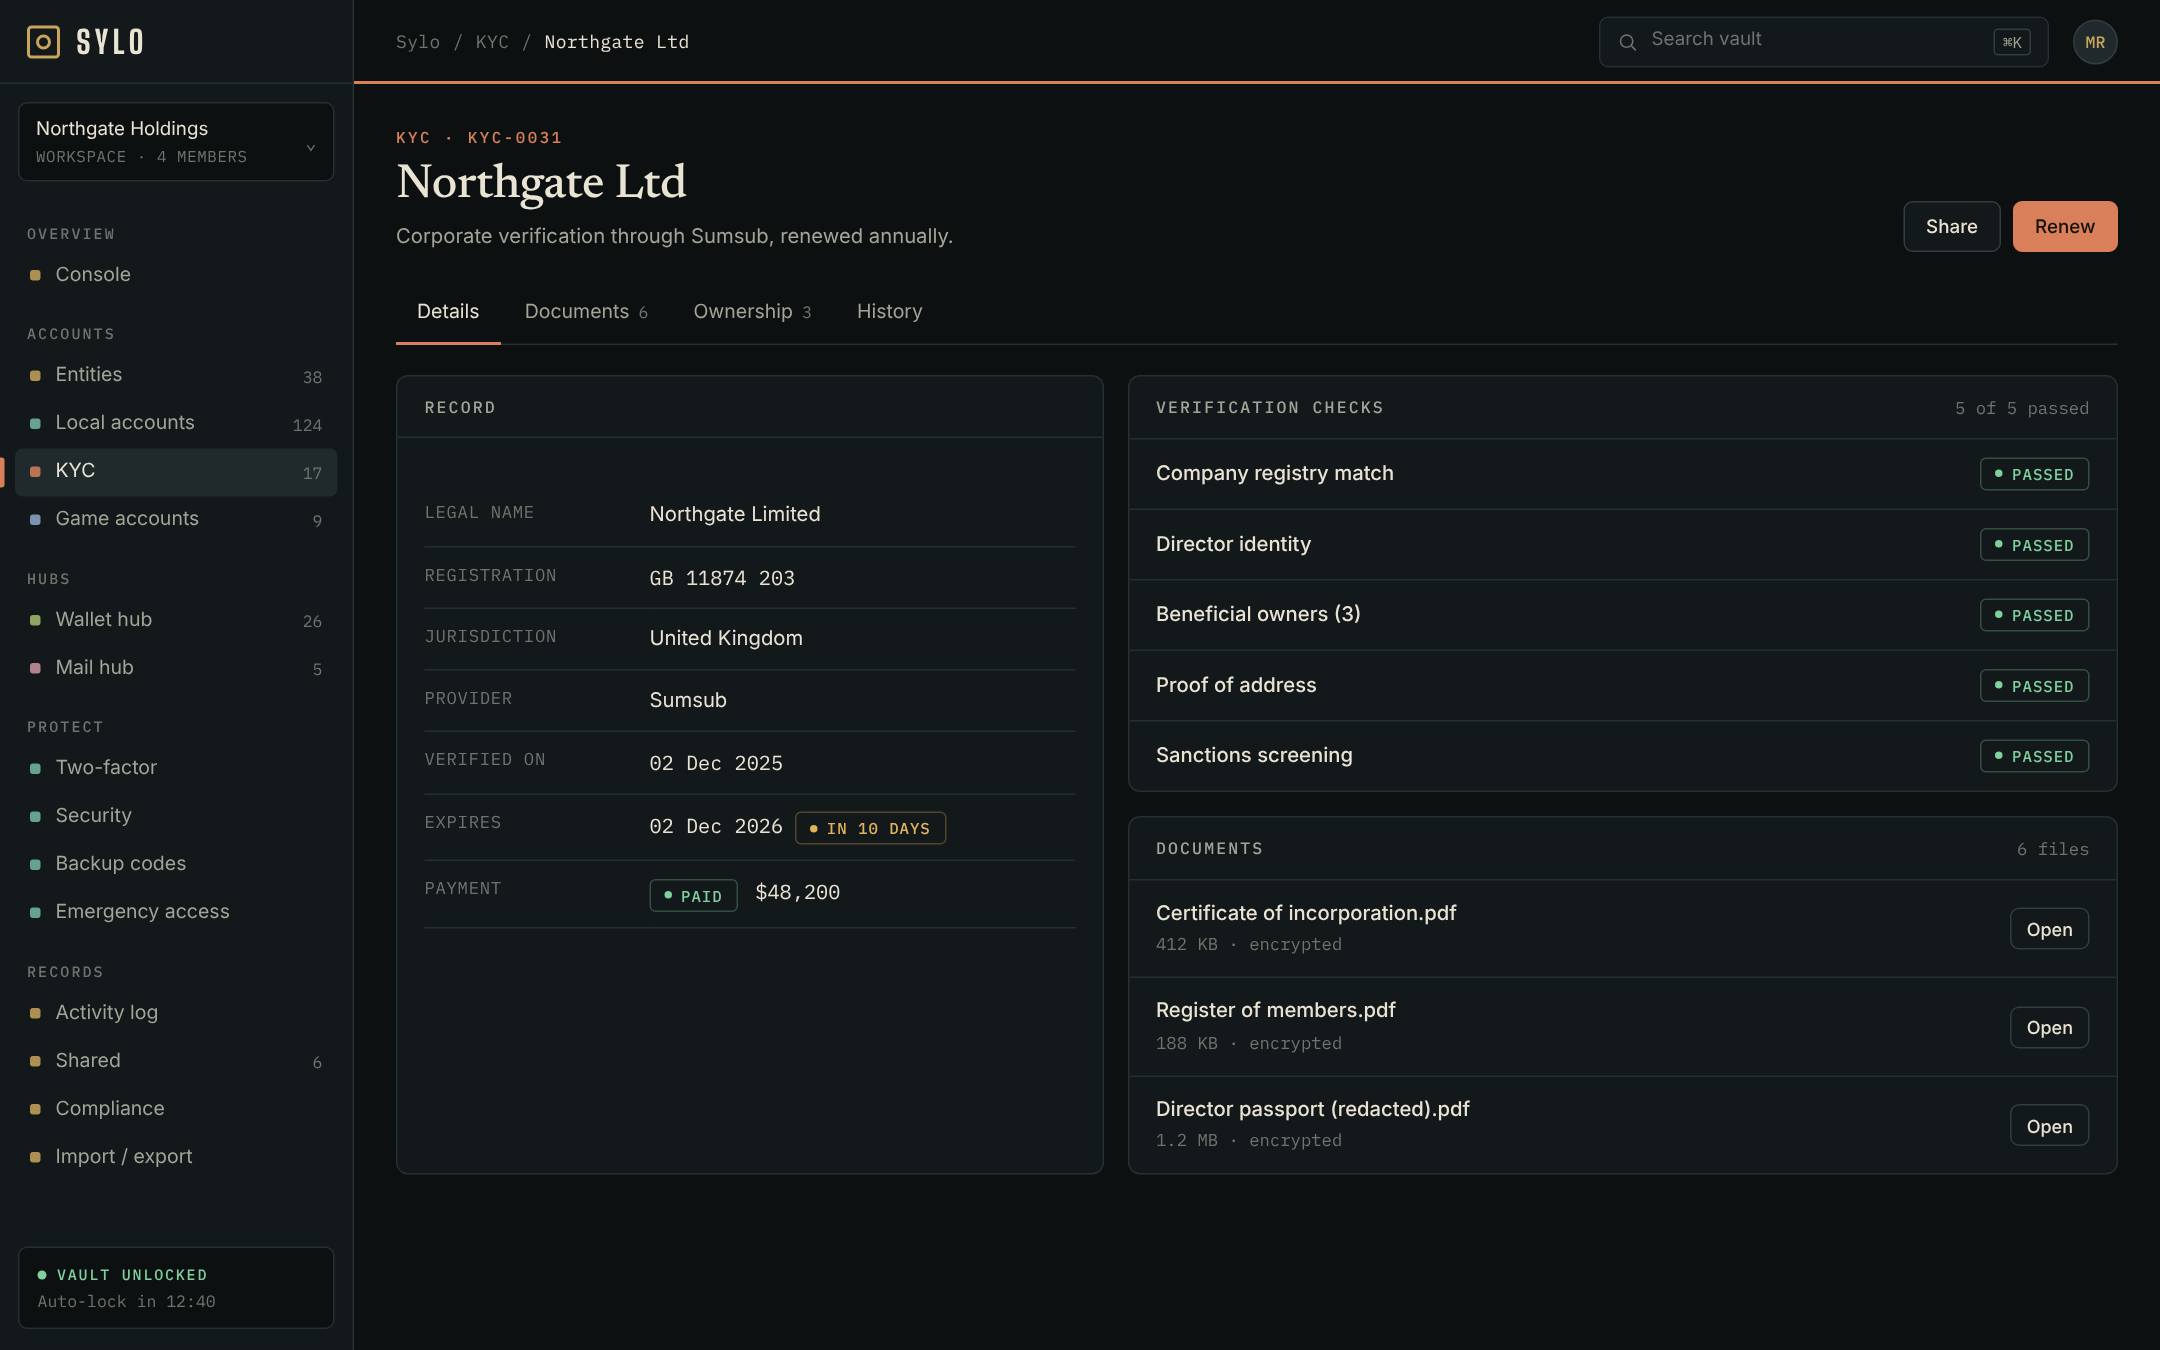 SYLO
Sylo / KYC / Northgate Ltd
Search vault
⌘K
MR
Northgate Holdings
WORKSPACE · 4 MEMBERS
OVERVIEW
Console
ACCOUNTS
Entities 38
Local accounts 124
KYC 17
Game accounts 9
HUBS
Wallet hub 26
Mail hub 5
PROTECT
Two-factor
Security
Backup codes
Emergency access
RECORDS
Activity log
Shared 6
Compliance
Import / export
VAULT UNLOCKED
Auto-lock in 12:40
KYC · KYC-0031
Northgate Ltd
Corporate verification through Sumsub, renewed annually.
Share
Renew
Details Documents 6 Ownership 3 History
RECORD
LEGAL NAME Northgate Limited
REGISTRATION GB 11874 203
JURISDICTION United Kingdom
PROVIDER Sumsub
VERIFIED ON 02 Dec 2025
EXPIRES 02 Dec 2026 IN 10 DAYS
PAYMENT PAID $48,200
VERIFICATION CHECKS 5 of 5 passed
Company registry match PASSED
Director identity PASSED
Beneficial owners (3) PASSED
Proof of address PASSED
Sanctions screening PASSED
DOCUMENTS 6 files
Certificate of incorporation.pdf
412 KB · encrypted
Open
Register of members.pdf
188 KB · encrypted
Open
Director passport (redacted).pdf
1.2 MB · encrypted
Open